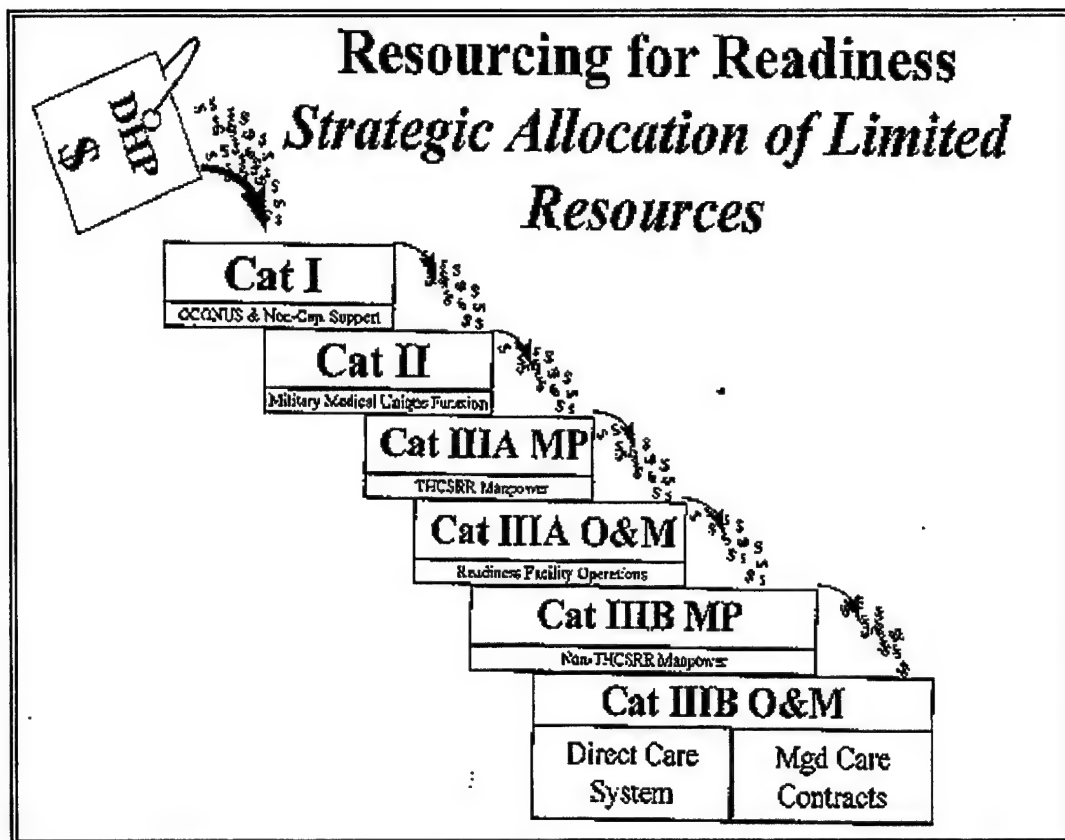 Resourcing for Readiness
Strategic Allocation of Limited
Resources
DHP
$
Cat I
OCONUS & Non-Cap. Support
Cat II
Military Medical Unique Function
Cat IIIA MP
THCSRR Manpower
Cat IIIA O&M
Readiness Facility Operations
Cat IIIB MP
Non-THCSRR Manpower
Cat IIIB O&M
Direct Care
System
Mgd Care
Contracts